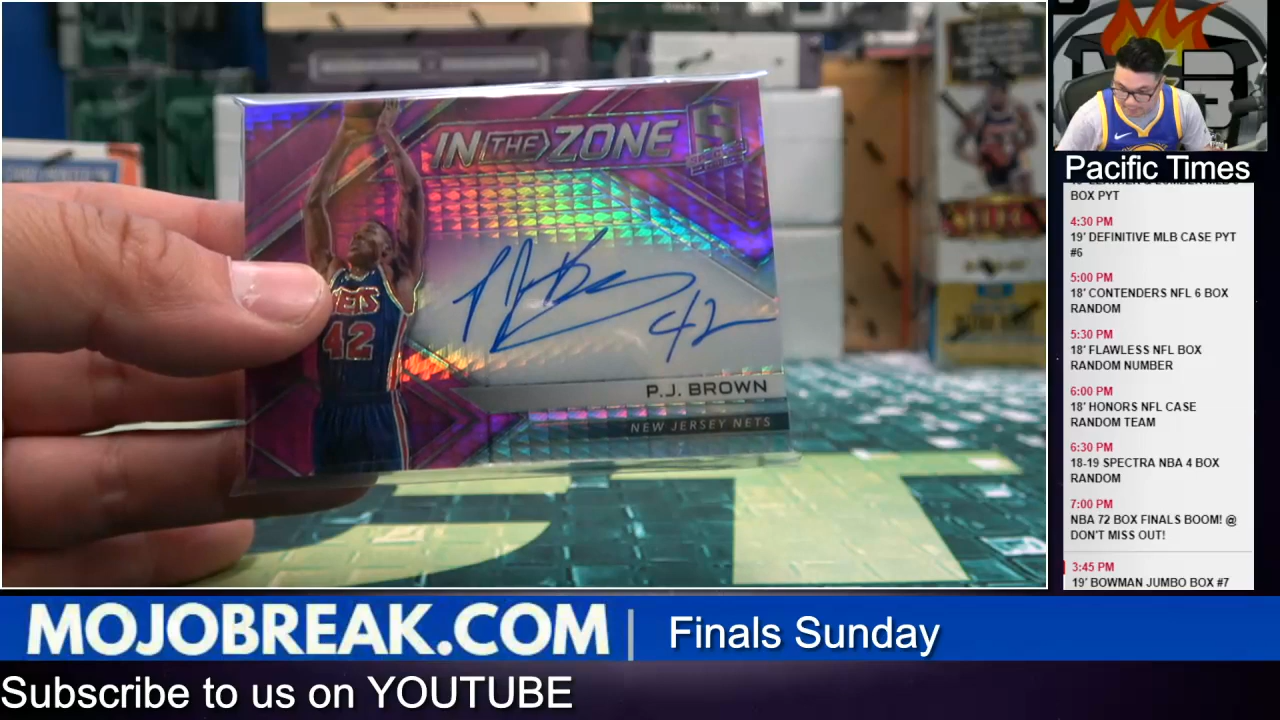 IN THE ZONE
NETS
42
42
P.J. BROWN
NEW JERSEY NETS
Pacific Times
BOX PYT
4:30 PM
19' DEFINITIVE MLB CASE PYT
#6
5:00 PM
18' CONTENDERS NFL 6 BOX
RANDOM
5:30 PM
18' FLAWLESS NFL BOX
RANDOM NUMBER
6:00 PM
18' HONORS NFL CASE
RANDOM TEAM
6:30 PM
18-19 SPECTRA NBA 4 BOX
RANDOM
7:00 PM
NBA 72 BOX FINALS BOOM! @
DON'T MISS OUT!
3:45 PM
19' BOWMAN JUMBO BOX #7
MOJOBREAK.COM | Finals Sunday
Subscribe to us on YOUTUBE